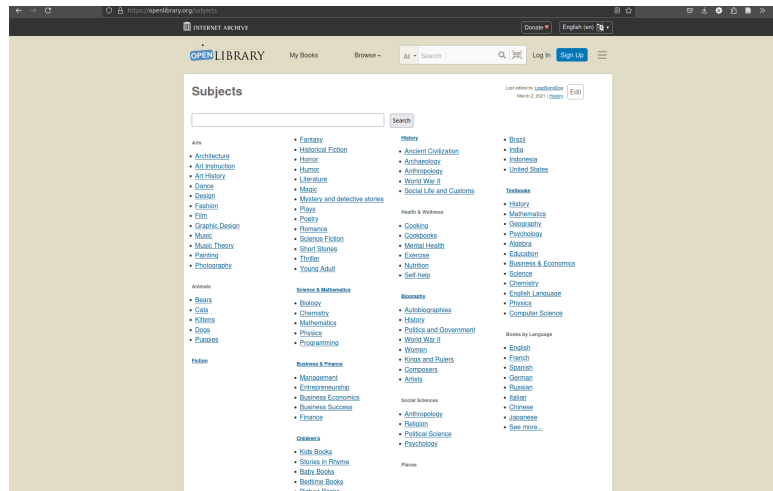 https://openlibrary.org/subjects
INTERNET ARCHIVE
Donate ♥
English (en)
OPEN LIBRARY
My Books
Browse
All
Search
Log In
Sign Up
Subjects
Last edited by LeadSongDog
March 2, 2021 | History
Edit
Search
Arts
Architecture
Art Instruction
Art History
Dance
Design
Fashion
Film
Graphic Design
Music
Music Theory
Painting
Photography
Animals
Bears
Cats
Kittens
Dogs
Puppies
Fiction
Fantasy
Historical Fiction
Horror
Humor
Literature
Magic
Mystery and detective stories
Plays
Poetry
Romance
Science Fiction
Short Stories
Thriller
Young Adult
Science & Mathematics
Biology
Chemistry
Mathematics
Physics
Programming
Business & Finance
Management
Entrepreneurship
Business Economics
Business Success
Finance
Children's
Kids Books
Stories in Rhyme
Baby Books
Bedtime Books
Picture Books
History
Ancient Civilization
Archaeology
Anthropology
World War II
Social Life and Customs
Health & Wellness
Cooking
Cookbooks
Mental Health
Exercise
Nutrition
Self-help
Biography
Autobiographies
History
Politics and Government
World War II
Women
Kings and Rulers
Composers
Artists
Social Sciences
Anthropology
Religion
Political Science
Psychology
Places
Brazil
India
Indonesia
United States
Textbooks
History
Mathematics
Geography
Psychology
Algebra
Education
Business & Economics
Science
Chemistry
English Language
Physics
Computer Science
Books by Language
English
French
Spanish
German
Russian
Italian
Chinese
Japanese
See more...